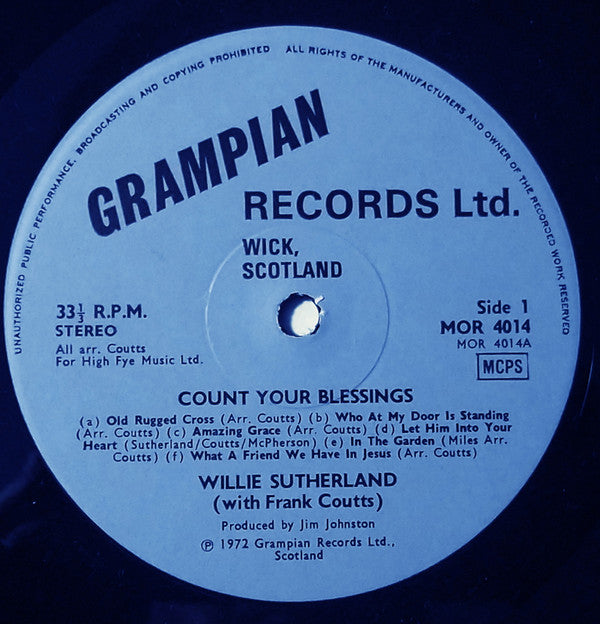 UNAUTHORIZED PUBLIC PERFORMANCE, BROADCASTING AND COPYING PROHIBITED ALL RIGHTS OF THE MANUFACTURERS AND OWNER OF THE RECORDED WORK RESERVED
GRAMPIAN
RECORDS Ltd.
WICK,
SCOTLAND
33⅓ R.P.M.
STEREO
All arr. Coutts
For High Fye Music Ltd.
Side 1
MOR 4014
MOR 4014A
MCPS
COUNT YOUR BLESSINGS
(a) Old Rugged Cross (Arr. Coutts) (b) Who At My Door Is Standing
(Arr. Coutts) (c) Amazing Grace (Arr. Coutts) (d) Let Him Into Your
Heart (Sutherland/Coutts/McPherson) (e) In The Garden (Miles Arr.
Coutts) (f) What A Friend We Have In Jesus (Arr. Coutts)
WILLIE SUTHERLAND
(with Frank Coutts)
Produced by Jim Johnston
℗ 1972 Grampian Records Ltd.,
Scotland